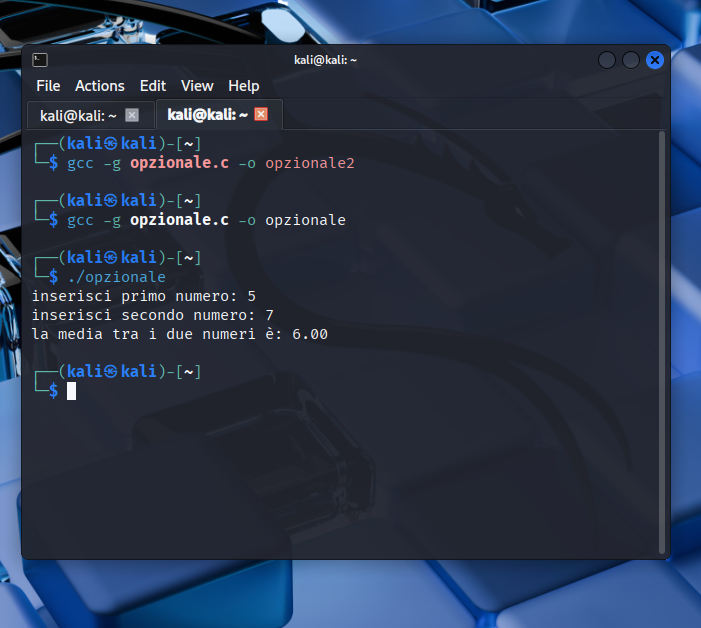 kali@kali: ~
File Actions Edit View Help
kali@kali: ~ kali@kali: ~
┌──(kali㉿kali)-[~]
└─$ gcc -g opzionale.c -o opzionale2
┌──(kali㉿kali)-[~]
└─$ gcc -g opzionale.c -o opzionale
┌──(kali㉿kali)-[~]
└─$ ./opzionale
inserisci primo numero: 5
inserisci secondo numero: 7
la media tra i due numeri è: 6.00
┌──(kali㉿kali)-[~]
└─$